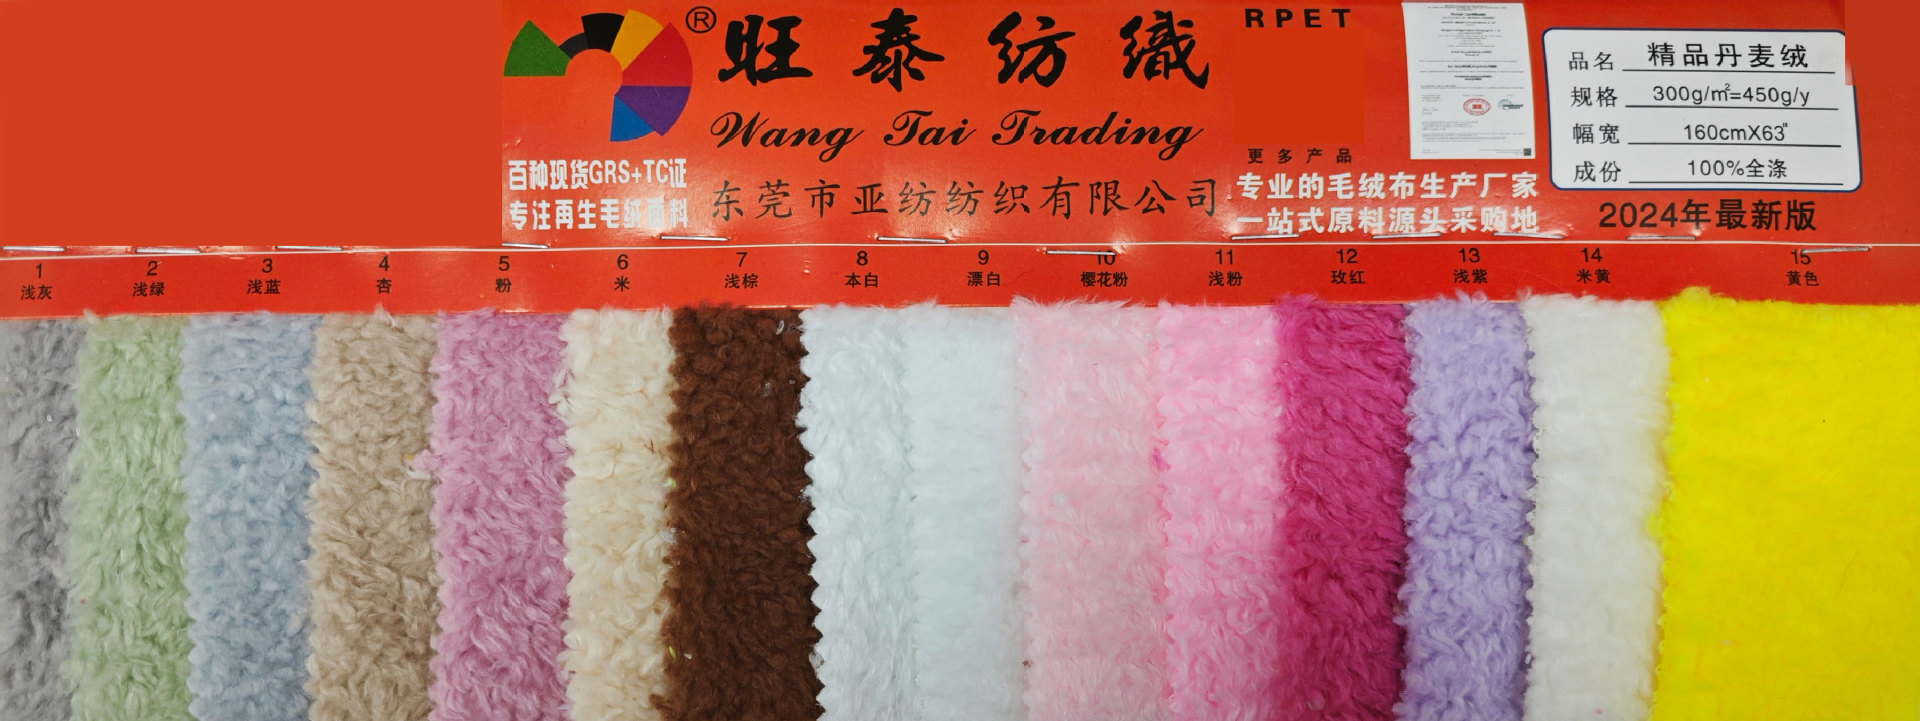 ® 旺泰纺织
Wang Tai Trading
百种现货GRS+TC证
专注再生毛绒面料
东莞市亚纺纺织有限公司
RPET
更多产品
专业的毛绒布生产厂家
一站式原料源头采购地
品名 精品丹麦绒
规格 300g/㎡=450g/y
幅宽 160cmX63"
成份 100%全涤
2024年最新版
1 2 3 4 5 6 7 8 9 10 11 12 13 14 15
浅灰 浅绿 浅蓝 杏 粉 米 浅棕 本白 漂白 樱花粉 浅粉 玫红 浅紫 米黄 黄色